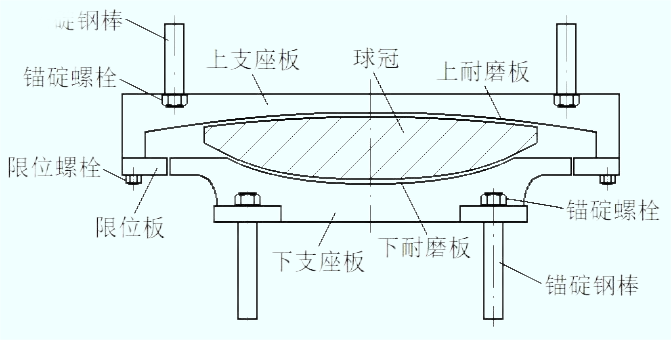 碇钢棒
上支座板
球冠
上耐磨板
锚碇螺栓
限位螺栓
限位板
下支座板
下耐磨板
锚碇螺栓
锚碇钢棒